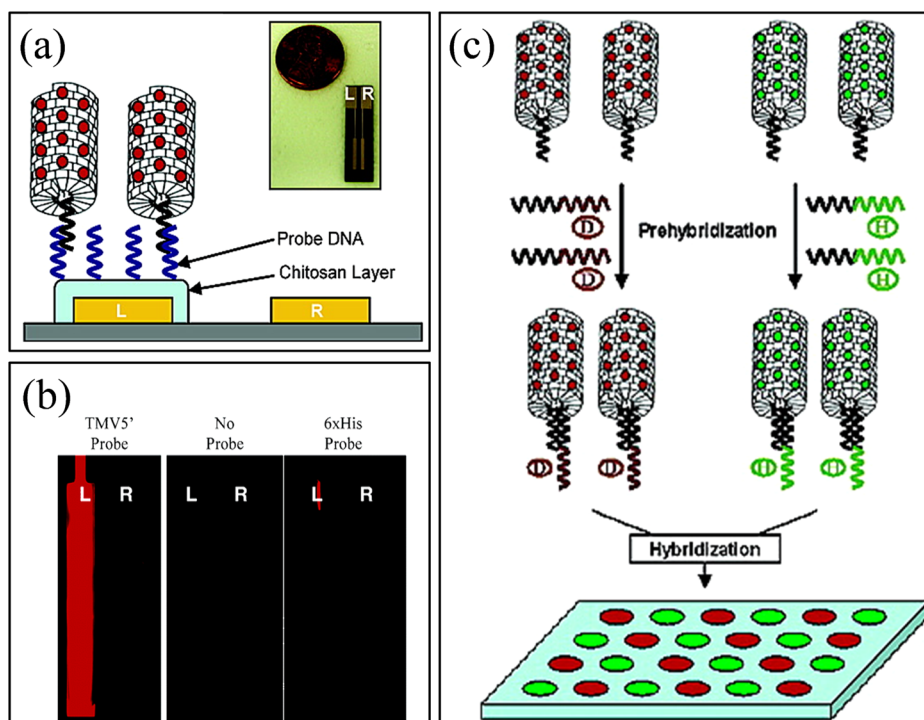 (a)
L R
Probe DNA
Chitosan Layer
L
R
(b)
TMV5'
Probe
No
Probe
6xHis
Probe
L R
L R
L R
(c)
D
H
Prehybridization
D
H
D
D
H
H
Hybridization